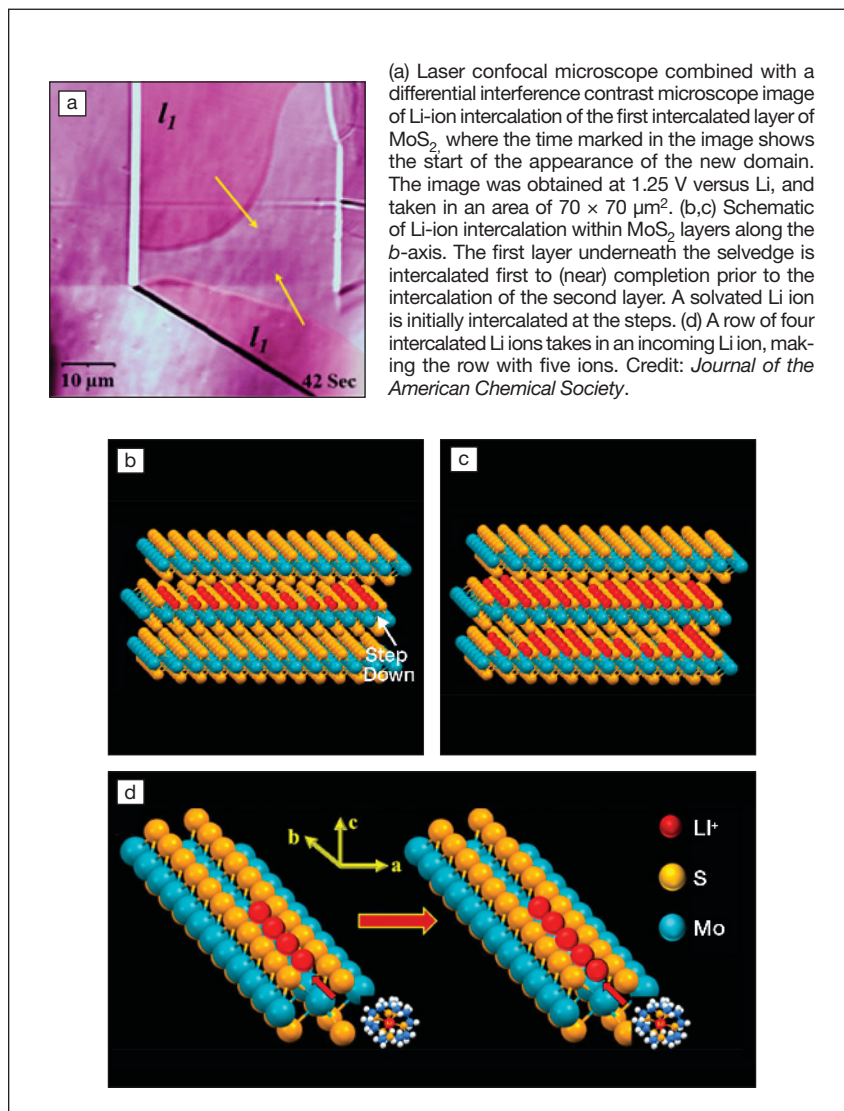 a
l1
l1
10 µm
42 Sec
(a) Laser confocal microscope combined with a
differential interference contrast microscope image
of Li-ion intercalation of the first intercalated layer of
MoS2, where the time marked in the image shows
the start of the appearance of the new domain.
The image was obtained at 1.25 V versus Li, and
taken in an area of 70 × 70 µm². (b,c) Schematic
of Li-ion intercalation within MoS2 layers along the
b-axis. The first layer underneath the selvedge is
intercalated first to (near) completion prior to the
intercalation of the second layer. A solvated Li ion
is initially intercalated at the steps. (d) A row of four
intercalated Li ions takes in an incoming Li ion, mak-
ing the row with five ions. Credit: Journal of the
American Chemical Society.
b
Step
Down
c
d
c
b
a
LI+
S
Mo